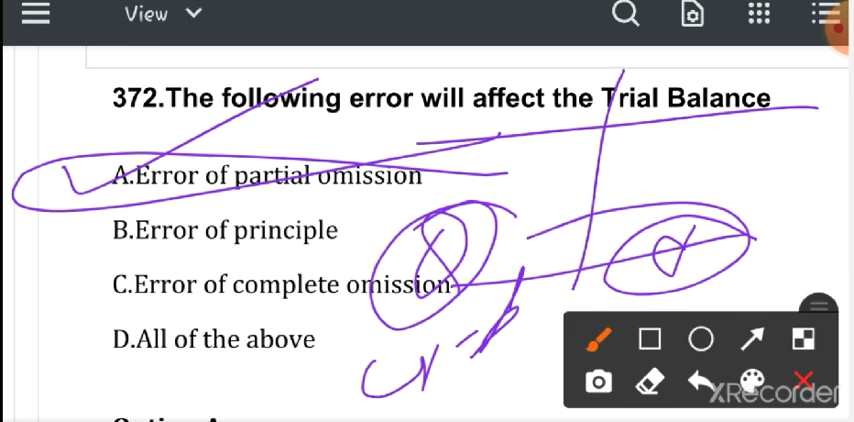 View
372.The following error will affect the Trial Balance
A.Error of partial omission
B.Error of principle
C.Error of complete omission
D.All of the above
XRecorder